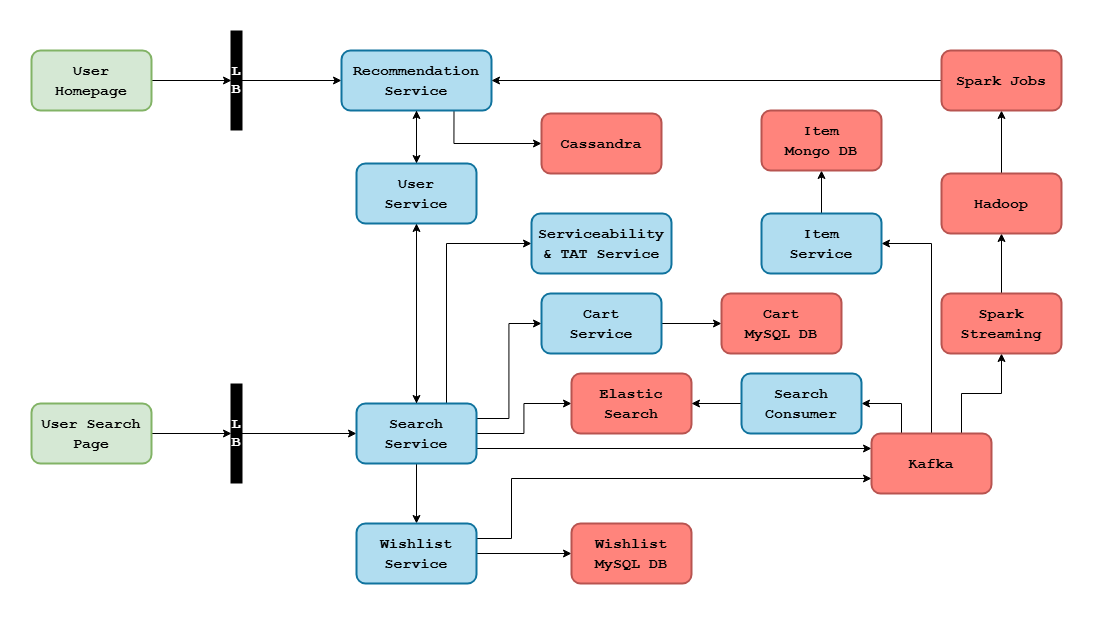 User
Homepage
L
B
Recommendation
Service
Spark Jobs
Cassandra
Item
Mongo DB
User
Service
Hadoop
Serviceability
& TAT Service
Item
Service
Cart
Service
Cart
MySQL DB
Spark
Streaming
Elastic
Search
Search
Consumer
User Search
Page
L
B
Search
Service
Kafka
Wishlist
Service
Wishlist
MySQL DB